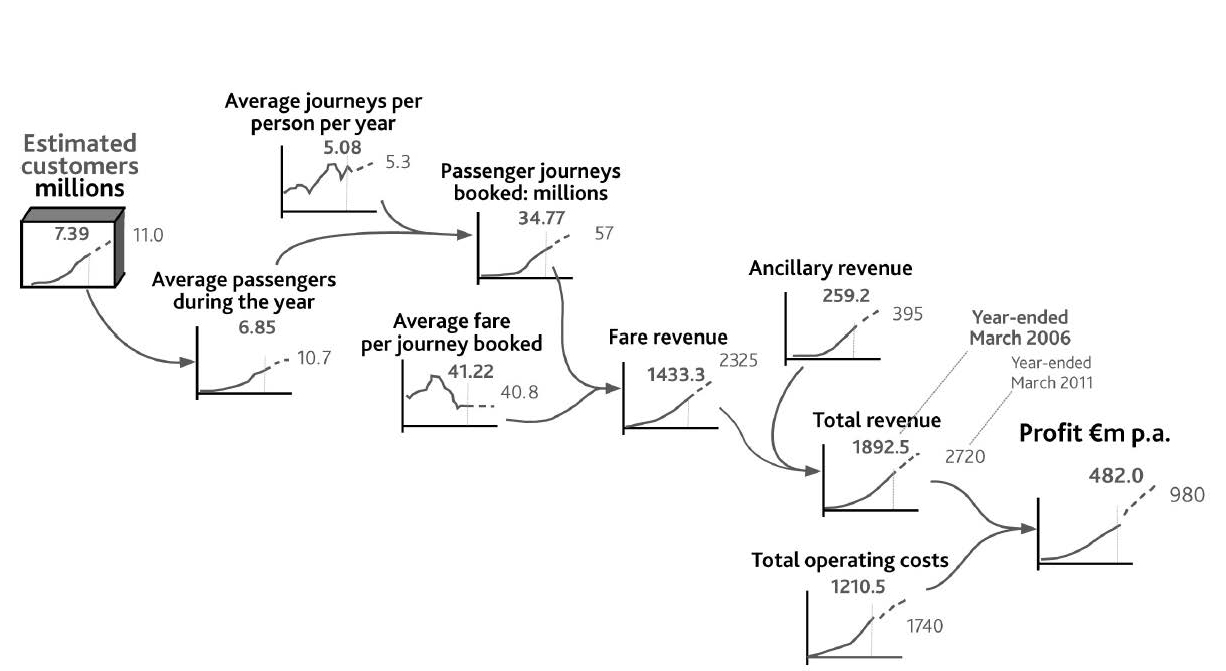 Average journeys per
person per year
5.08
5.3
Estimated
customers
millions
7.39
11.0
Passenger journeys
booked: millions
34.77
57
Average passengers
during the year
6.85
10.7
Average fare
per journey booked
41.22
40.8
Fare revenue
1433.3
2325
Ancillary revenue
259.2
395
Year-ended
March 2006
Year-ended
March 2011
Total revenue
1892.5
2720
Profit €m p.a.
482.0
980
Total operating costs
1210.5
1740